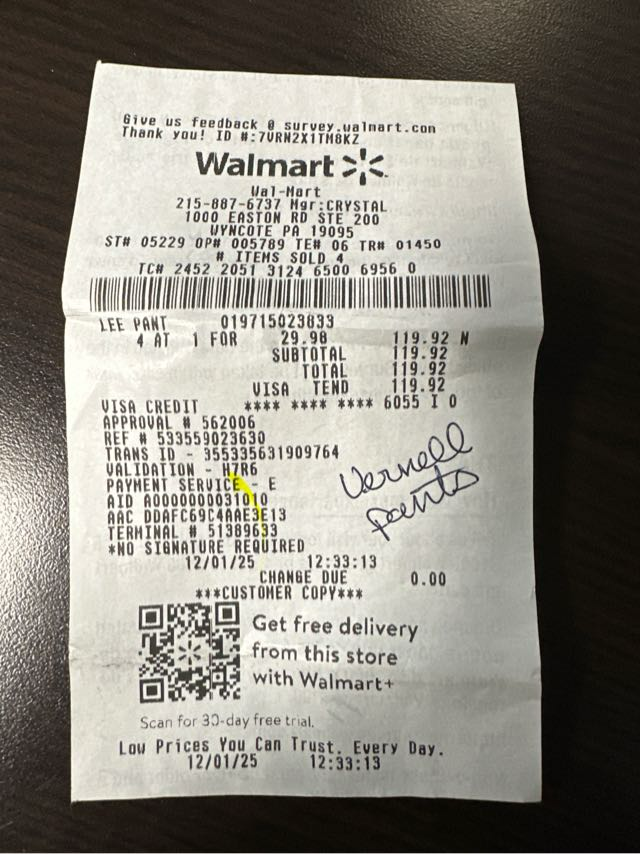 Give us feedback @ survey.walmart.com
Thank you! ID #:7VRN2X1TM8KZ
Walmart
Wal-Mart
215-887-6737 Mgr:CRYSTAL
1000 EASTON RD STE 200
WYNCOTE PA 19095
ST# 05229 OP# 005789 TE# 06 TR# 01450
# ITEMS SOLD 4
TC# 2452 2051 3124 6500 6956 0
LEE PANT 019715023833
4 AT 1 FOR 29.98 119.92 N
SUBTOTAL 119.92
TOTAL 119.92
VISA TEND 119.92
VISA CREDIT **** **** **** 6055 I 0
APPROVAL # 562006
REF # 533559023630
TRANS ID - 355335631909764
VALIDATION - H7R6
PAYMENT SERVICE - E
AID A0000000031010
AAC DDAFC69C4AAE3E13
TERMINAL # 51389633
*NO SIGNATURE REQUIRED
Vernell
pants
12/01/25 12:33:13
CHANGE DUE 0.00
***CUSTOMER COPY***
Get free delivery
from this store
with Walmart+
Scan for 30-day free trial.
Low Prices You Can Trust. Every Day.
12/01/25 12:33:13